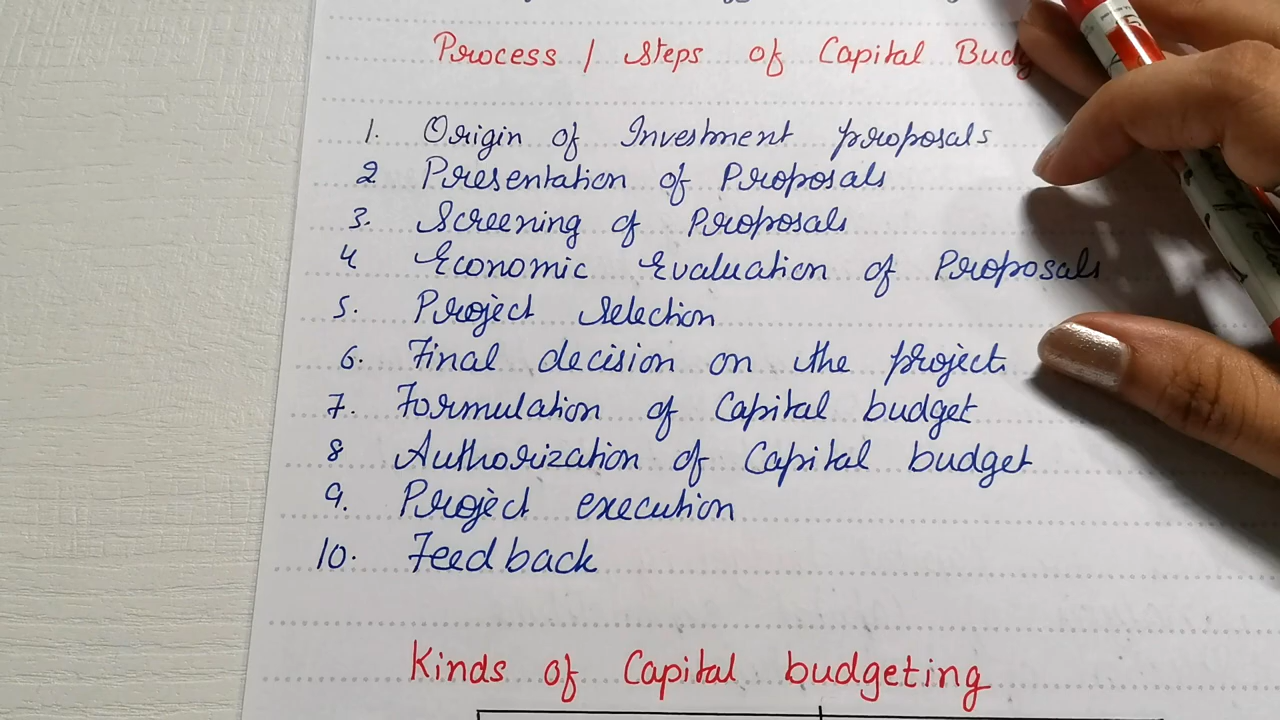 Process / Steps of Capital Budg
1. Origin of Investment proposals
2 Presentation of Proposals
3. Screening of Proposals
4 Economic Evaluation of Proposals
5. Project Selection
6. Final decision on the project.
7. Formulation of Capital budget
8 Authorization of Capital budget
9. Project execution
10. Feedback
Kinds of Capital budgeting